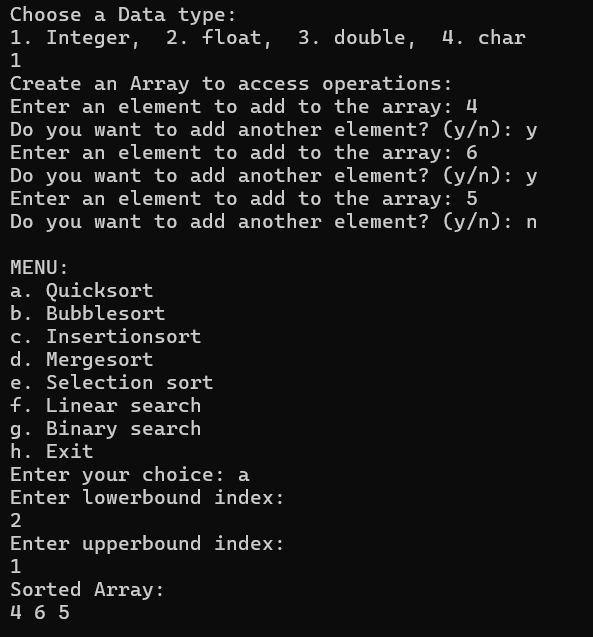 Choose a Data type:
1. Integer,  2. float,  3. double,  4. char
1
Create an Array to access operations:
Enter an element to add to the array: 4
Do you want to add another element? (y/n): y
Enter an element to add to the array: 6
Do you want to add another element? (y/n): y
Enter an element to add to the array: 5
Do you want to add another element? (y/n): n

MENU:
a. Quicksort
b. Bubblesort
c. Insertionsort
d. Mergesort
e. Selection sort
f. Linear search
g. Binary search
h. Exit
Enter your choice: a
Enter lowerbound index:
2
Enter upperbound index:
1
Sorted Array:
4 6 5